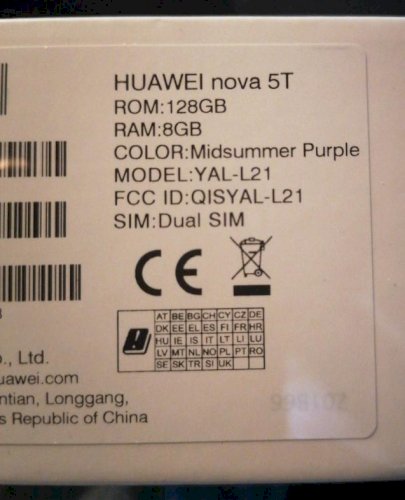 HUAWEI nova 5T
ROM:128GB
RAM:8GB
COLOR:Midsummer Purple
MODEL:YAL-L21
FCC ID:QISYAL-L21
SIM:Dual SIM
CE
AT BE BG CH CY CZ DE
DK EE EL ES FI FR HR
HU IE IS IT LT LI LU
LV MT NL NO PL PT RO
SE SK TR SI UK
o., Ltd.
uawei.com
ntian, Longgang,
s Republic of China